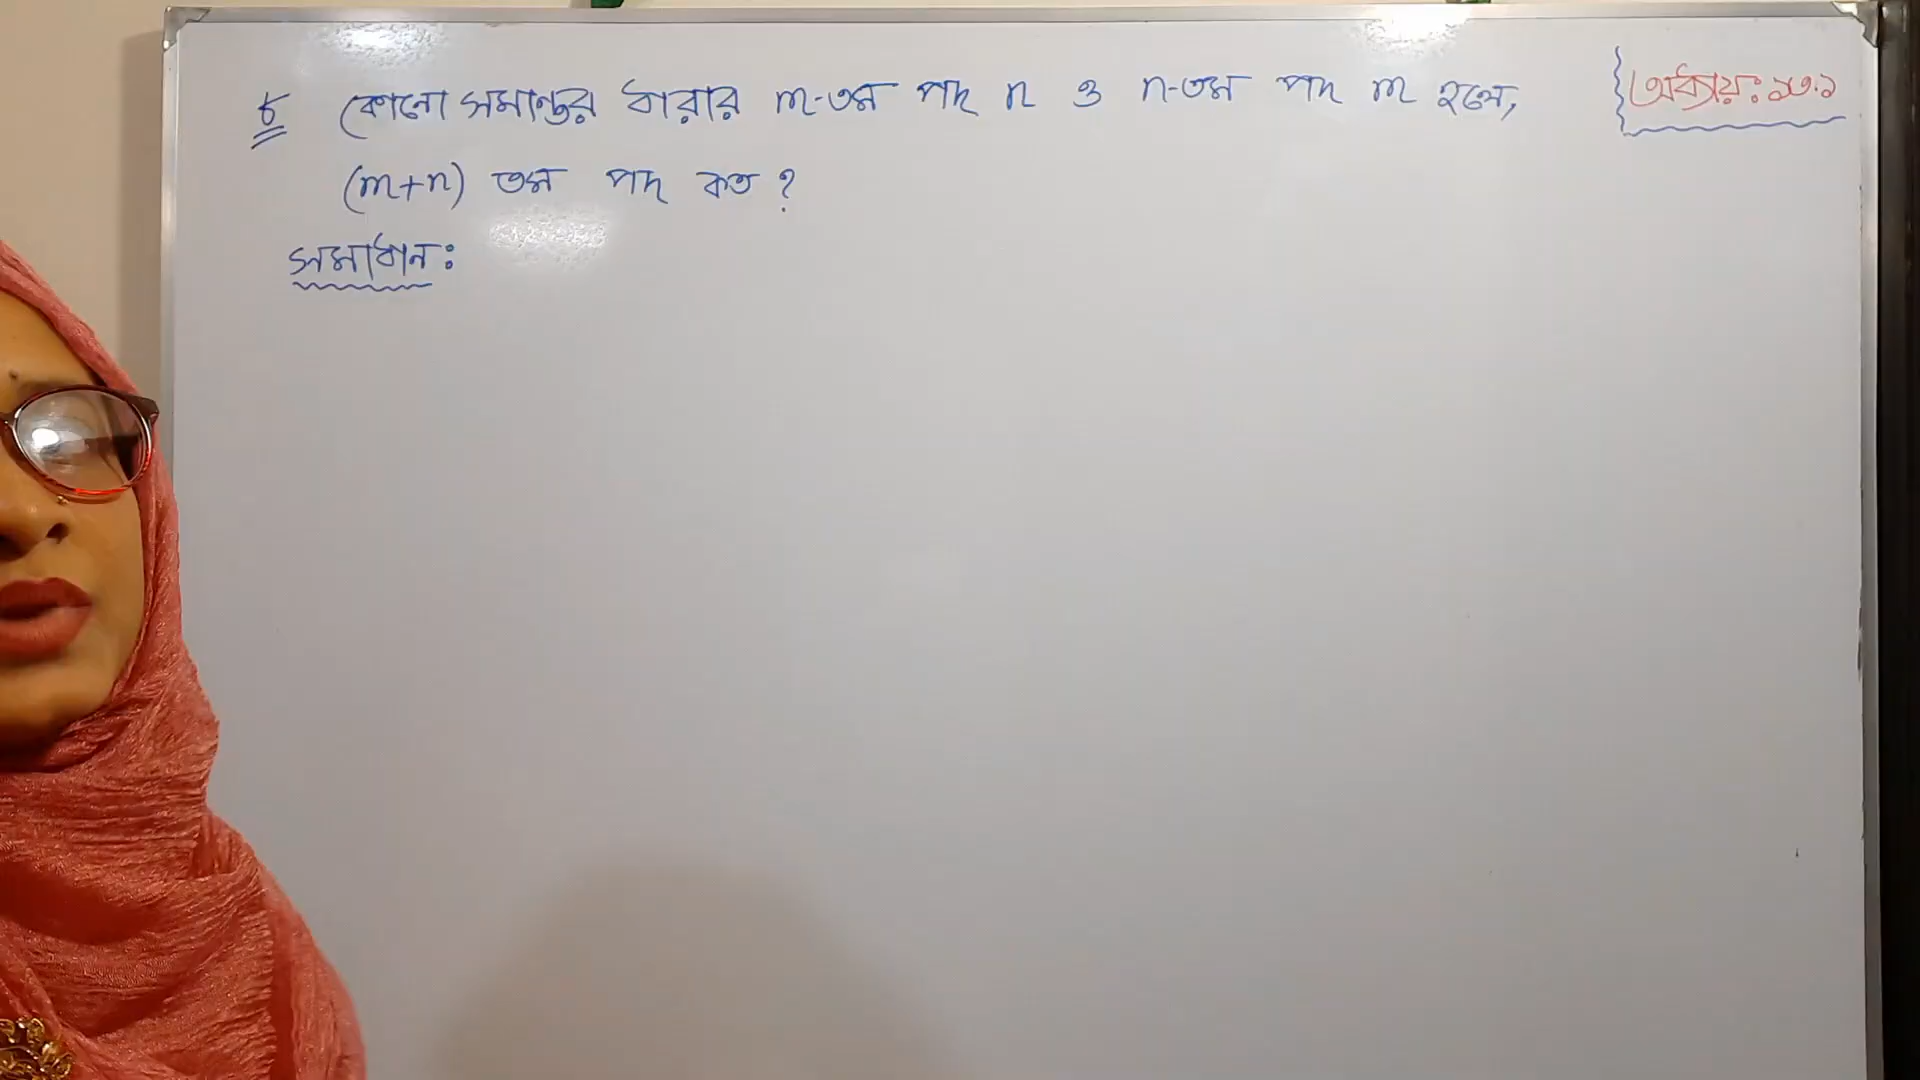 ৮ কোনো সমান্তর ধারার m-তম পদ n ও n-তম পদ m হলে,
(m+n) তম পদ কত ?
সমাধান:
অধ্যায়: ১৩.১